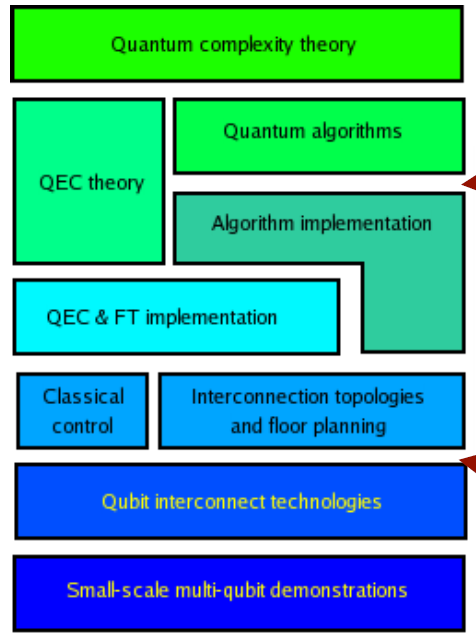 Quantum complexity theory
Quantum algorithms
QEC theory
Algorithm implementation
QEC & FT implementation
Classical
control
Interconnection topologies
and floor planning
Qubit interconnect technologies
Small-scale multi-qubit demonstrations